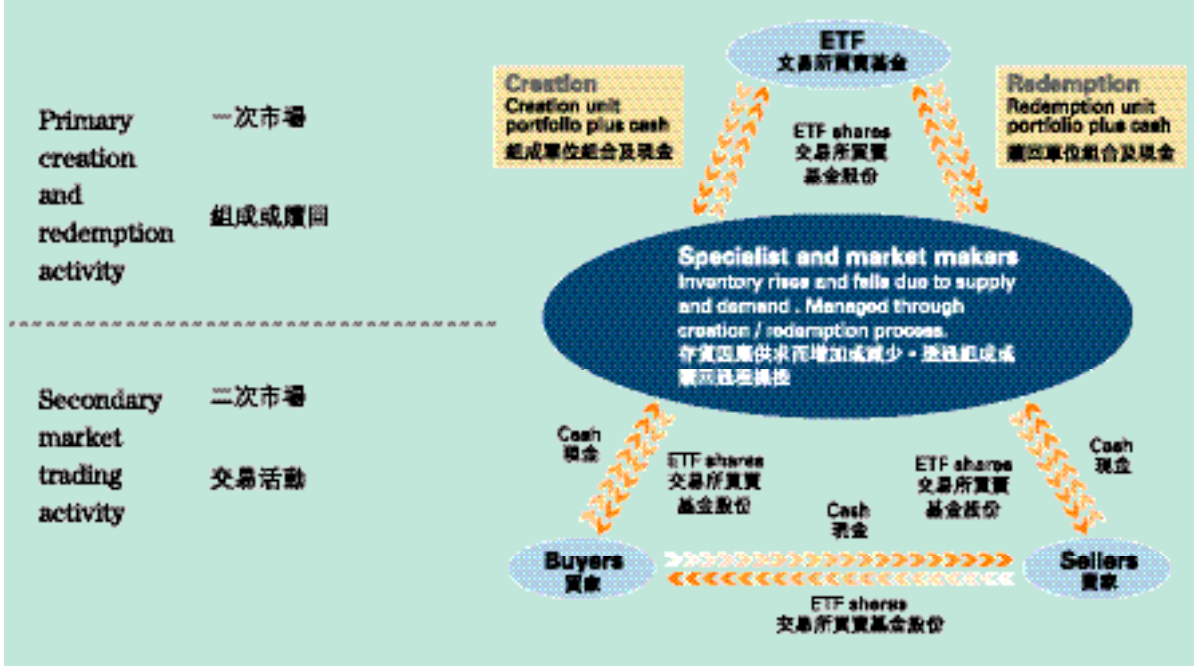 Primary
creation
and
redemption
activity
一次市場
組成或贖回
Secondary
market
trading
activity
二次市場
交易活動
ETF
交易所買賣基金
Creation
Creation unit
portfolio plus cash
組成單位組合及現金
Redemption
Redemption unit
portfolio plus cash
贖回單位組合及現金
ETF shares
交易所買賣
基金股份
Specialist and market makers
Inventory rises and falls due to supply
and demand . Managed through
creation / redemption process.
存貨因應供求而增加或減少，透過組成或
贖回過程操控
Cash
現金
ETF shares
交易所買賣
基金股份
ETF shares
交易所買賣
基金股份
Cash
現金
Cash
現金
Buyers
買家
Sellers
賣家
ETF shares
交易所買賣基金股份